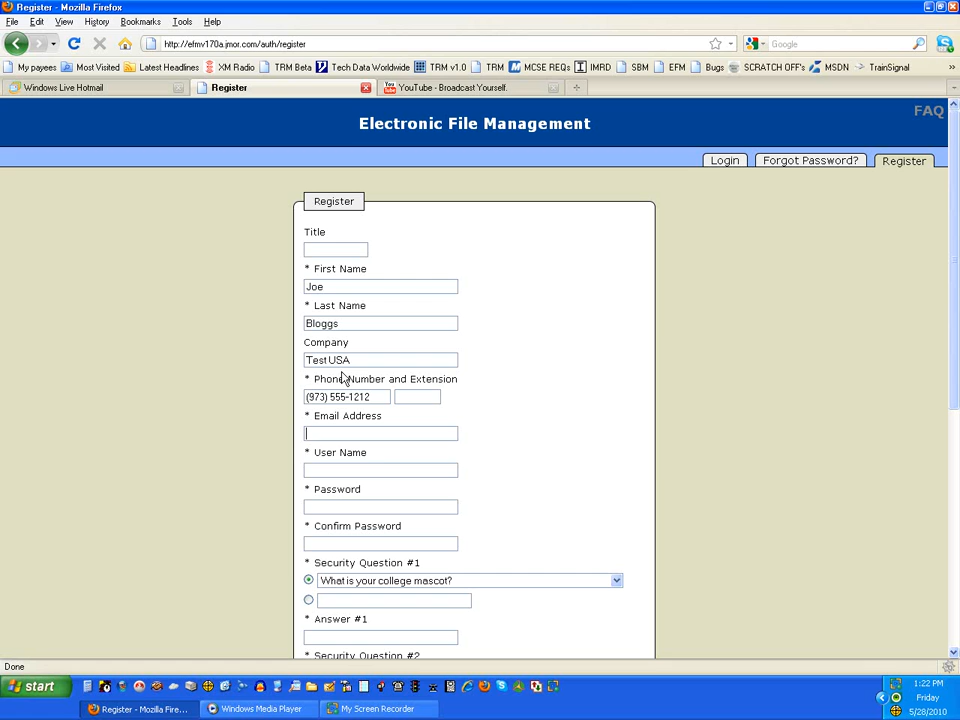 Register - Mozilla Firefox
File Edit View History Bookmarks Tools Help
http://efmv170a.jmor.com/auth/register
Google
My payees Most Visited Latest Headlines XM Radio TRM Beta Tech Data Worldwide TRM v1.0 TRM MCSE REQs IMRD SBM EFM Bugs SCRATCH OFF's MSDN TrainSignal »
Windows Live Hotmail Register YouTube - Broadcast Yourself.
FAQ
Electronic File Management
Login Forgot Password? Register
Register
Title
* First Name
Joe
* Last Name
Bloggs
Company
Test USA
* Phone Number and Extension
(973) 555-1212
* Email Address
* User Name
* Password
* Confirm Password
* Security Question #1
What is your college mascot?
* Answer #1
* Security Question #2
Done
start
1:22 PM
Friday
5/28/2010
Register - Mozilla Fire... Windows Media Player My Screen Recorder